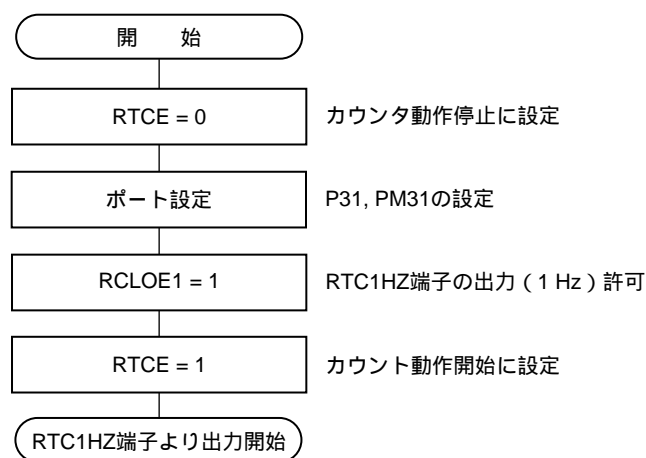 開　　始
RTCE = 0
カウンタ動作停止に設定
ポート設定
P31, PM31の設定
RCLOE1 = 1
RTC1HZ端子の出力（1 Hz）許可
RTCE = 1
カウント動作開始に設定
RTC1HZ端子より出力開始